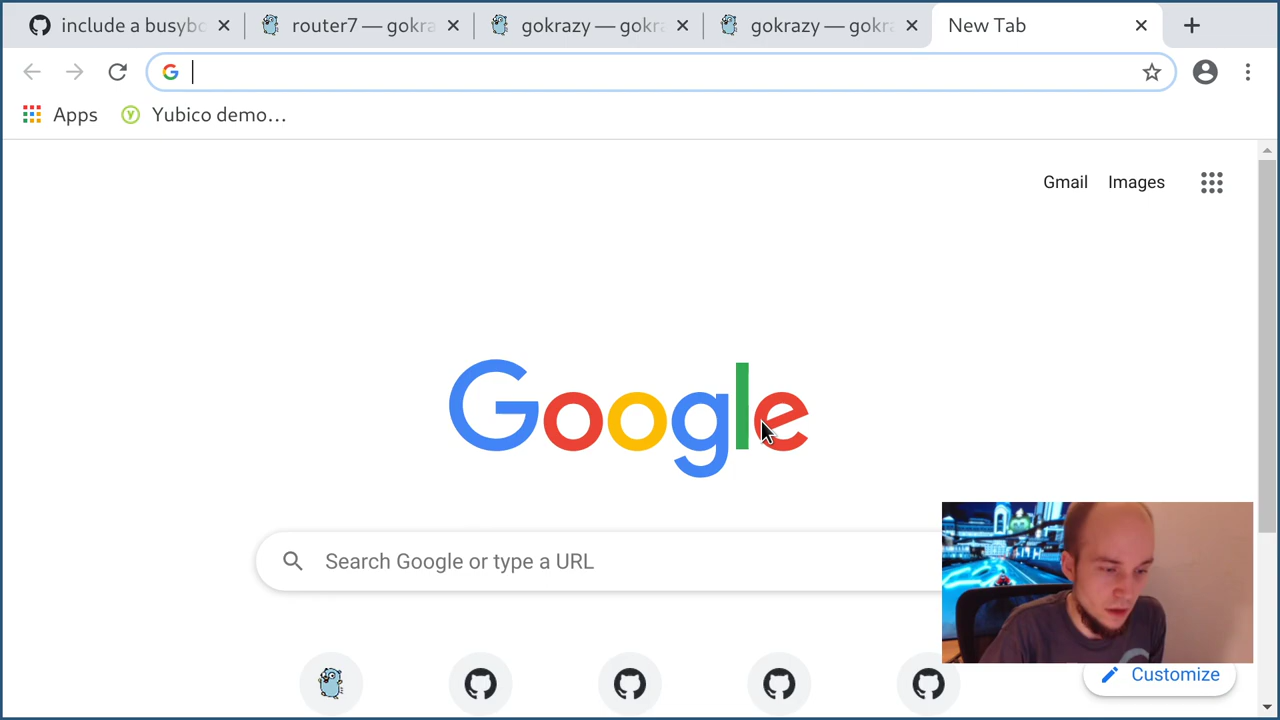 include a busybo
router7 — gokra
gokrazy — gokra
gokrazy — gokra
New Tab
Apps
Yubico demo…
Gmail
Images
Google
Search Google or type a URL
Customize